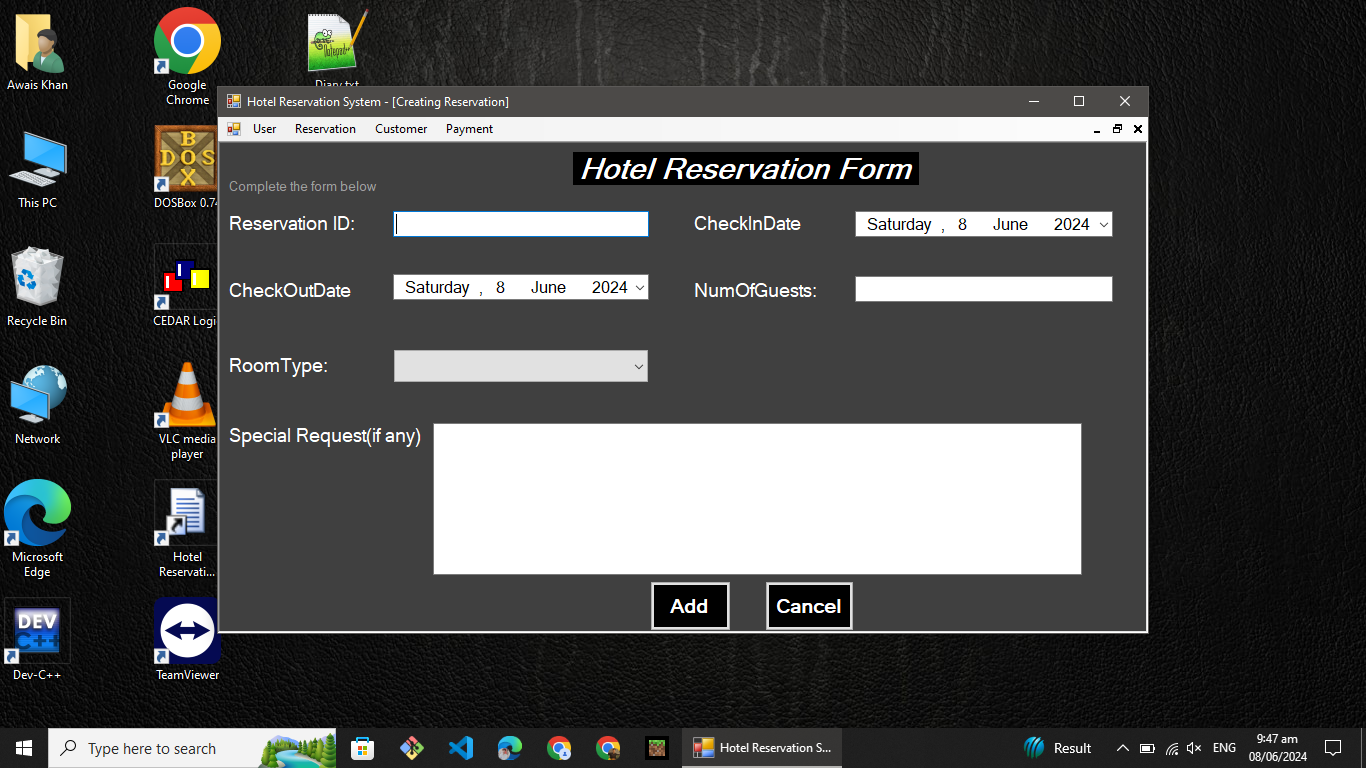 Awais Khan
Google Chrome
Diary.txt
This PC
DOSBox 0.74
Recycle Bin
CEDAR Logi
Network
VLC media player
Microsoft Edge
Hotel Reservati...
Dev-C++
TeamViewer
Hotel Reservation System - [Creating Reservation]
User Reservation Customer Payment
Hotel Reservation Form
Complete the form below
Reservation ID: CheckInDate Saturday , 8 June 2024
CheckOutDate Saturday , 8 June 2024 NumOfGuests:
RoomType:
Special Request(if any)
Add Cancel
Type here to search
Hotel Reservation S...
Result
ENG
9:47 am
08/06/2024